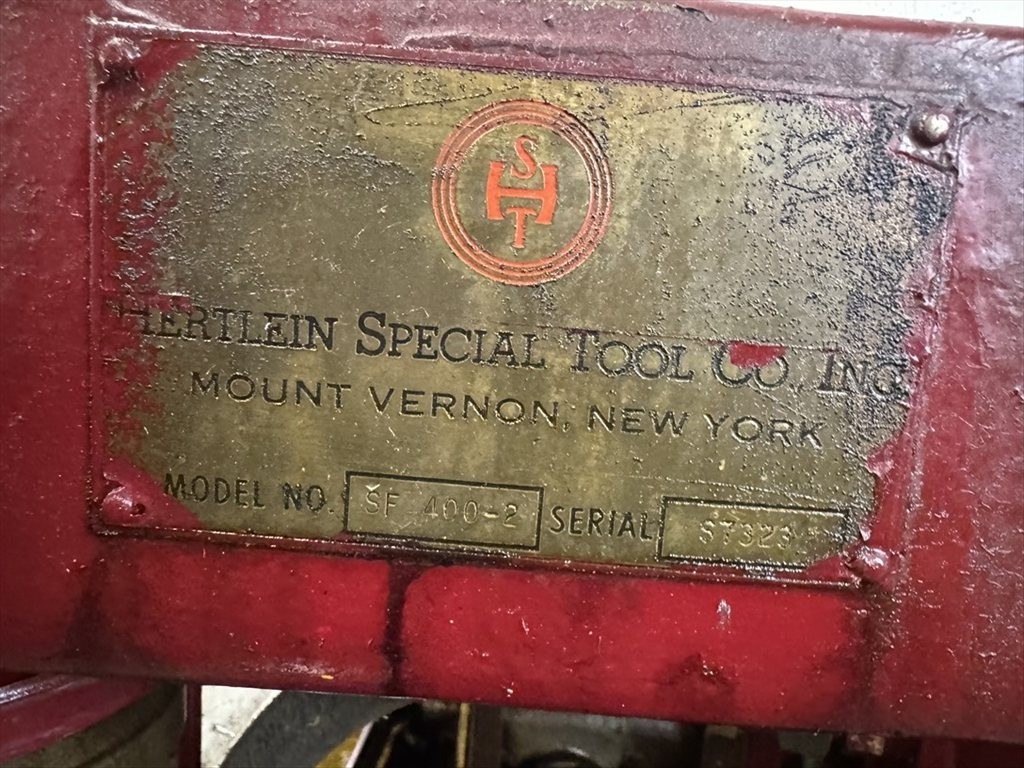 SHT
HERTLEIN SPECIAL TOOL CO., INC.
MOUNT VERNON, NEW YORK
MODEL NO. SF 400-2 SERIAL S7323